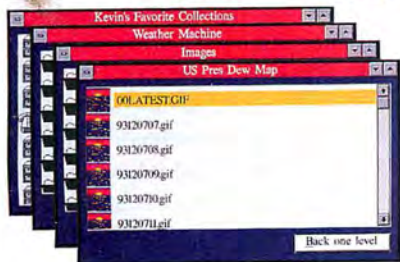 Kevin's Favorite Collections
Weather Machine
Images
US Pres Dew Map
00LATEST.GIF
93120707.gif
93120708.gif
93120709.gif
93120710.gif
93120711.gif
Back one level